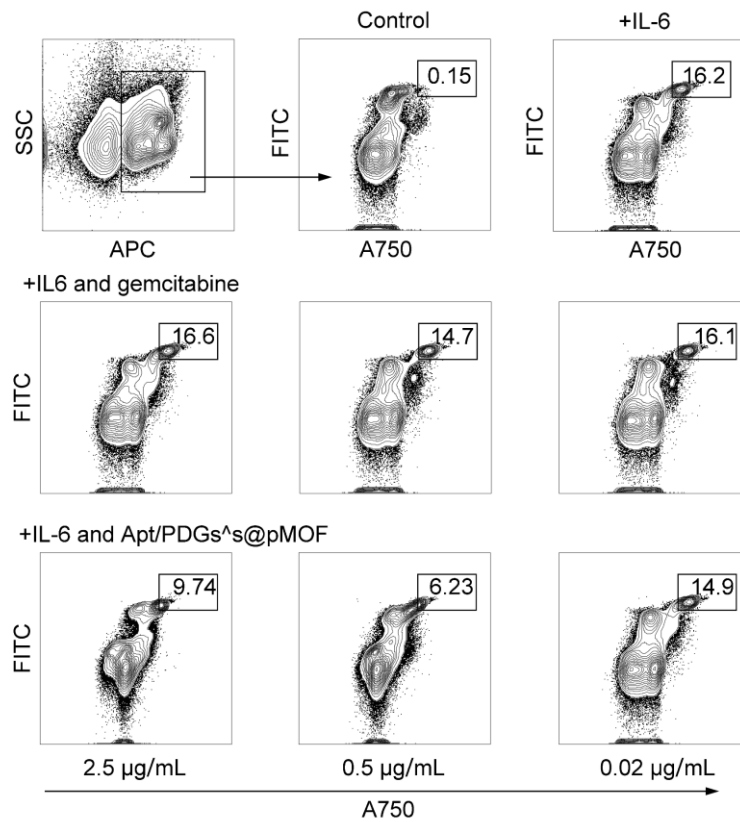 Control
+IL-6
SSC
APC
FITC
0.15
A750
FITC
16.2
A750
+IL6 and gemcitabine
FITC
16.6
14.7
16.1
+IL-6 and Apt/PDGs^s@pMOF
FITC
9.74
6.23
14.9
2.5 µg/mL
0.5 µg/mL
0.02 µg/mL
A750